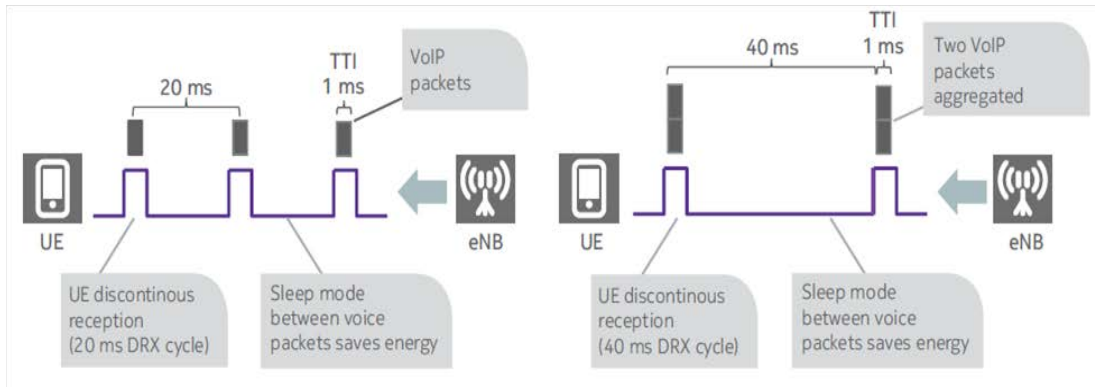 TTI
1 ms
20 ms
VoIP
packets
UE
eNB
UE discontinous
reception
(20 ms DRX cycle)
Sleep mode
between voice
packets saves energy
TTI
1 ms
40 ms
Two VoIP
packets
aggregated
UE
eNB
UE discontinous
reception
(40 ms DRX cycle)
Sleep mode
between voice
packets saves energy